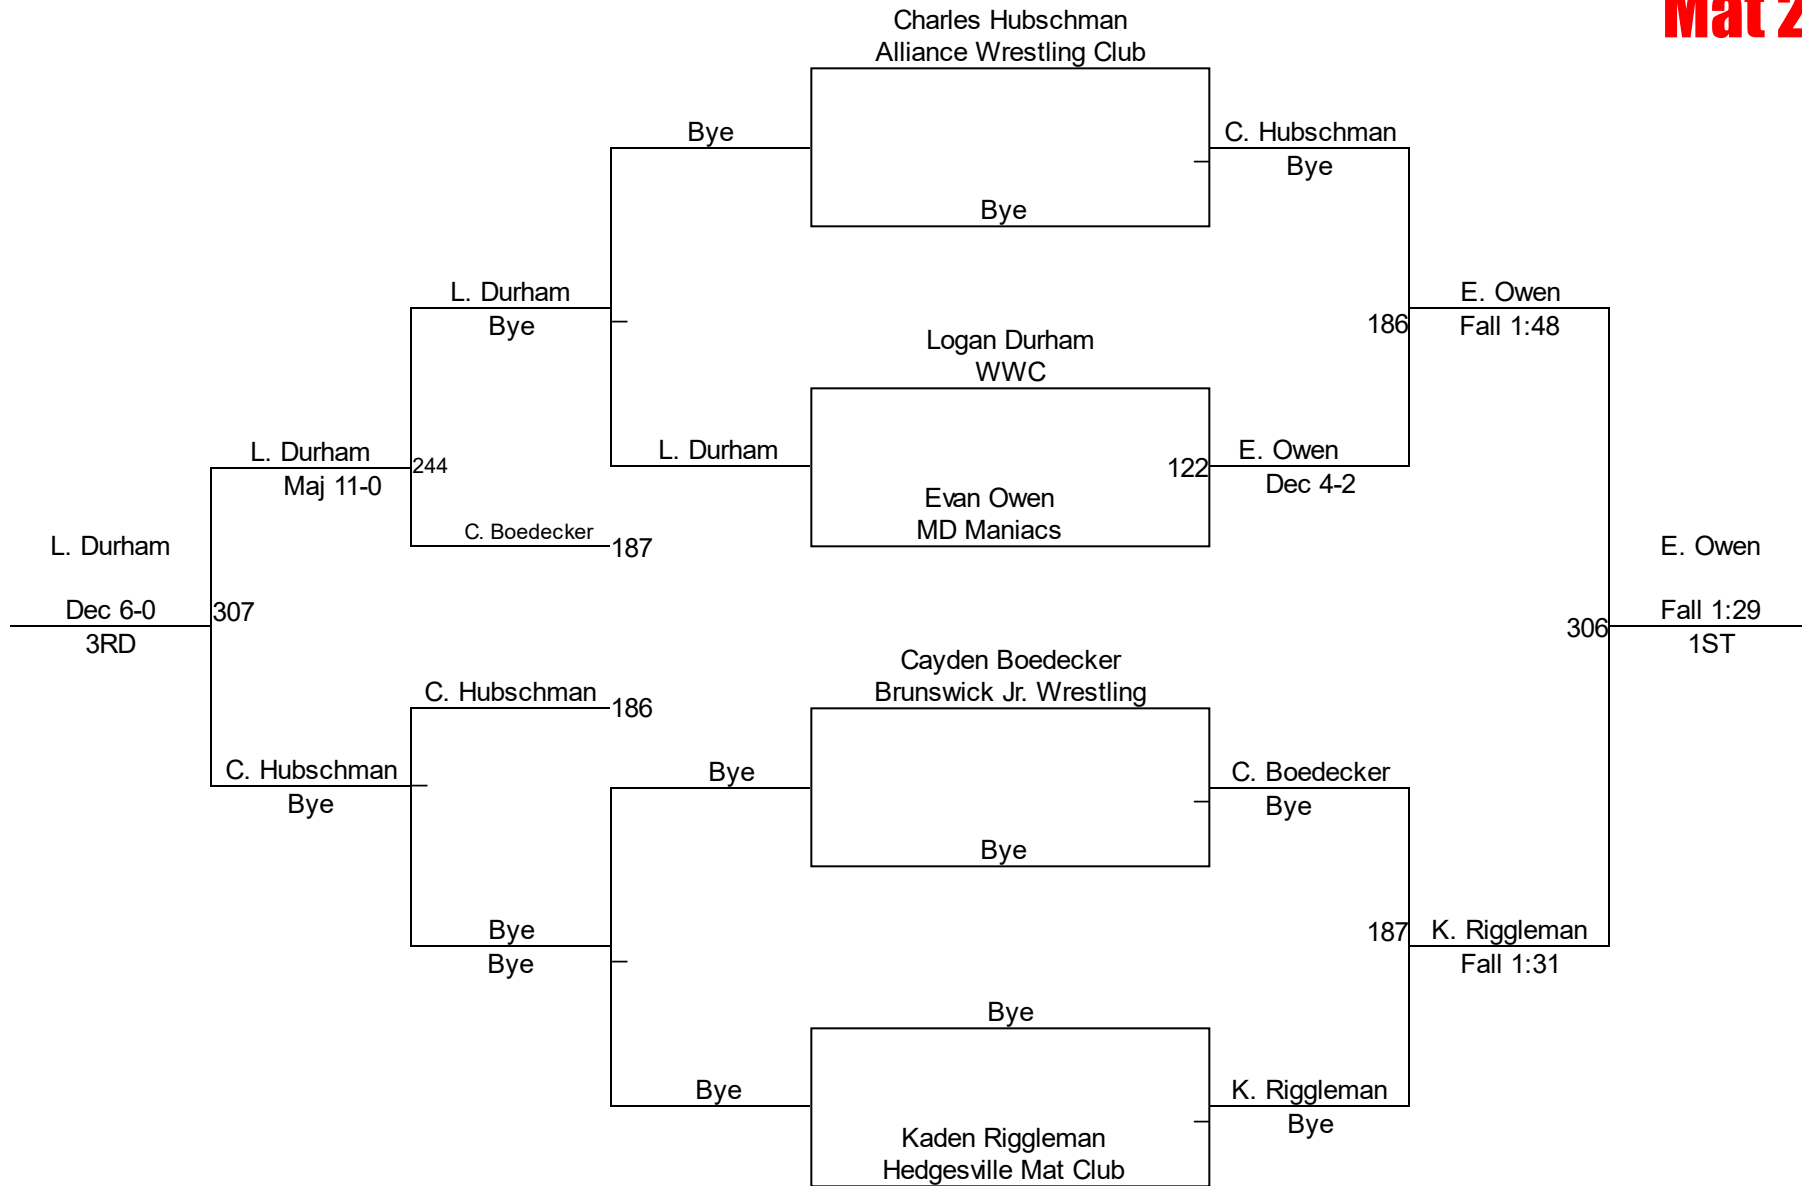 Mat 2
Charles Hubschman
Alliance Wrestling Club
Bye
C. Hubschman
Bye
Bye
L. Durham
Bye
E. Owen
Fall 1:48
186
Logan Durham
WWC
L. Durham
Maj 11-0
244
L. Durham
122
E. Owen
Dec 4-2
Evan Owen
MD Maniacs
C. Boedecker
187
L. Durham
Dec 6-0
3RD
307
E. Owen
Fall 1:29
1ST
306
Cayden Boedecker
Brunswick Jr. Wrestling
C. Hubschman
186
C. Hubschman
Bye
Bye
C. Boedecker
Bye
Bye
Bye
Bye
187
K. Riggleman
Fall 1:31
Bye
Bye
K. Riggleman
Bye
Kaden Riggleman
Hedgesville Mat Club